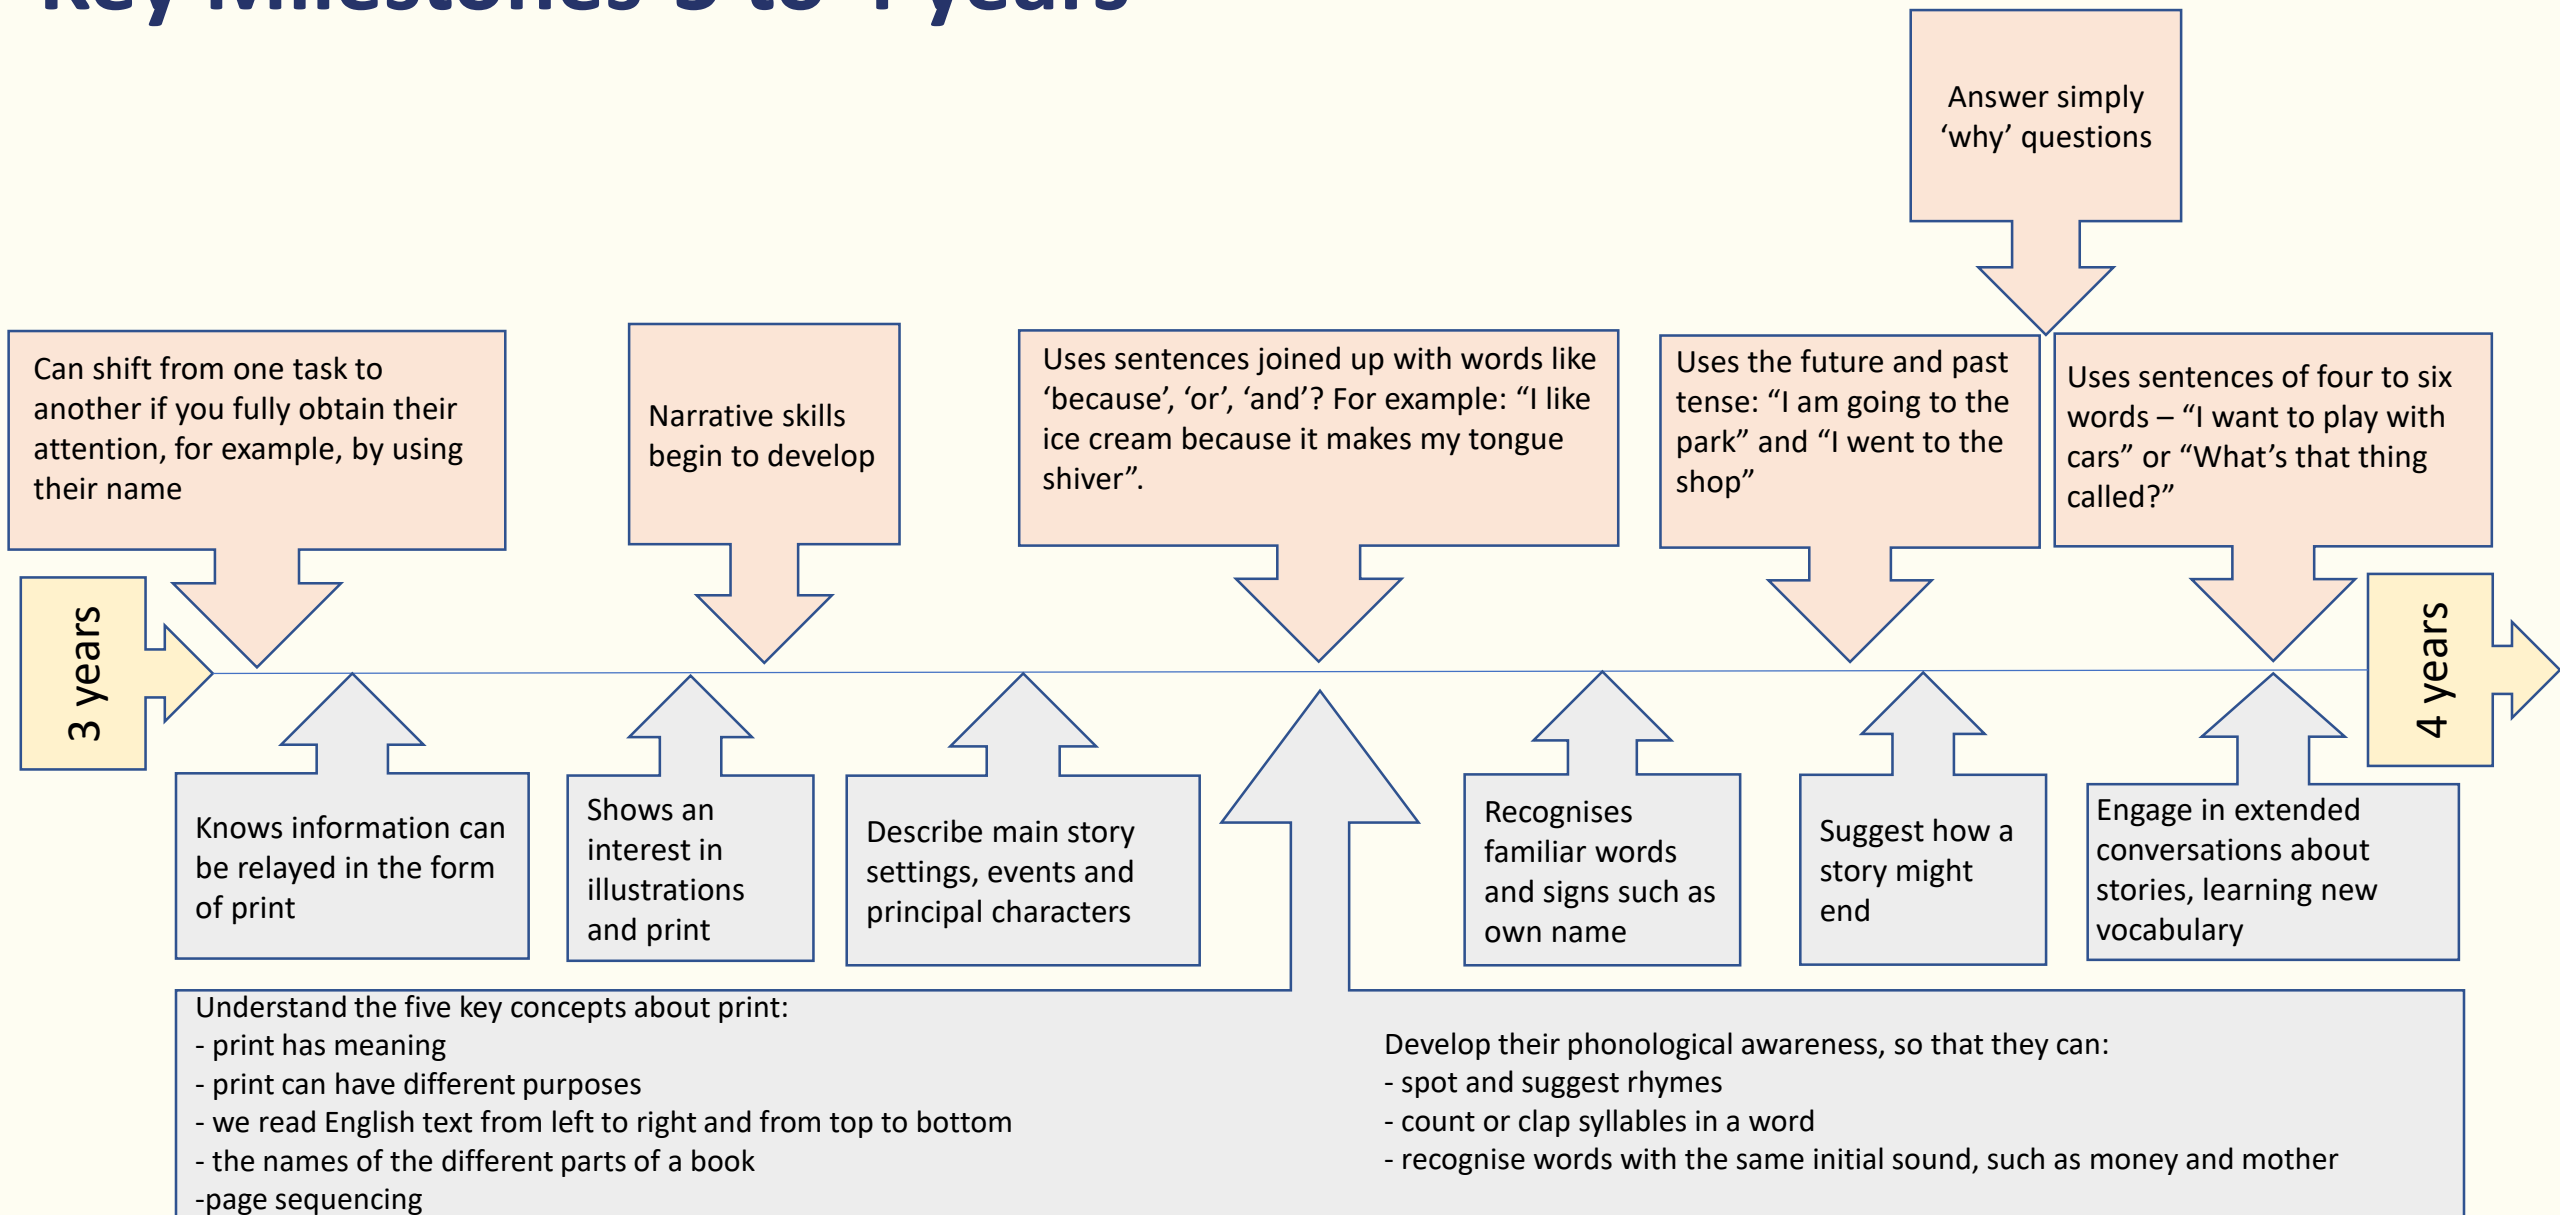 Key Milestones 3 to 4 years
Answer simply
‘why’ questions
Can shift from one task to
another if you fully obtain their
attention, for example, by using
their name
Narrative skills
begin to develop
Uses sentences joined up with words like
‘because’, ‘or’, ‘and’? For example: “I like
ice cream because it makes my tongue
shiver”.
Uses the future and past
tense: “I am going to the
park” and “I went to the
shop”
Uses sentences of four to six
words – “I want to play with
cars” or “What’s that thing
called?”
3 years
4 years
Knows information can
be relayed in the form
of print
Shows an
interest in
illustrations
and print
Describe main story
settings, events and
principal characters
Recognises
familiar words
and signs such as
own name
Suggest how a
story might
end
Engage in extended
conversations about
stories, learning new
vocabulary
Understand the five key concepts about print:
- print has meaning
- print can have different purposes
- we read English text from left to right and from top to bottom
- the names of the different parts of a book
-page sequencing
Develop their phonological awareness, so that they can:
- spot and suggest rhymes
- count or clap syllables in a word
- recognise words with the same initial sound, such as money and mother